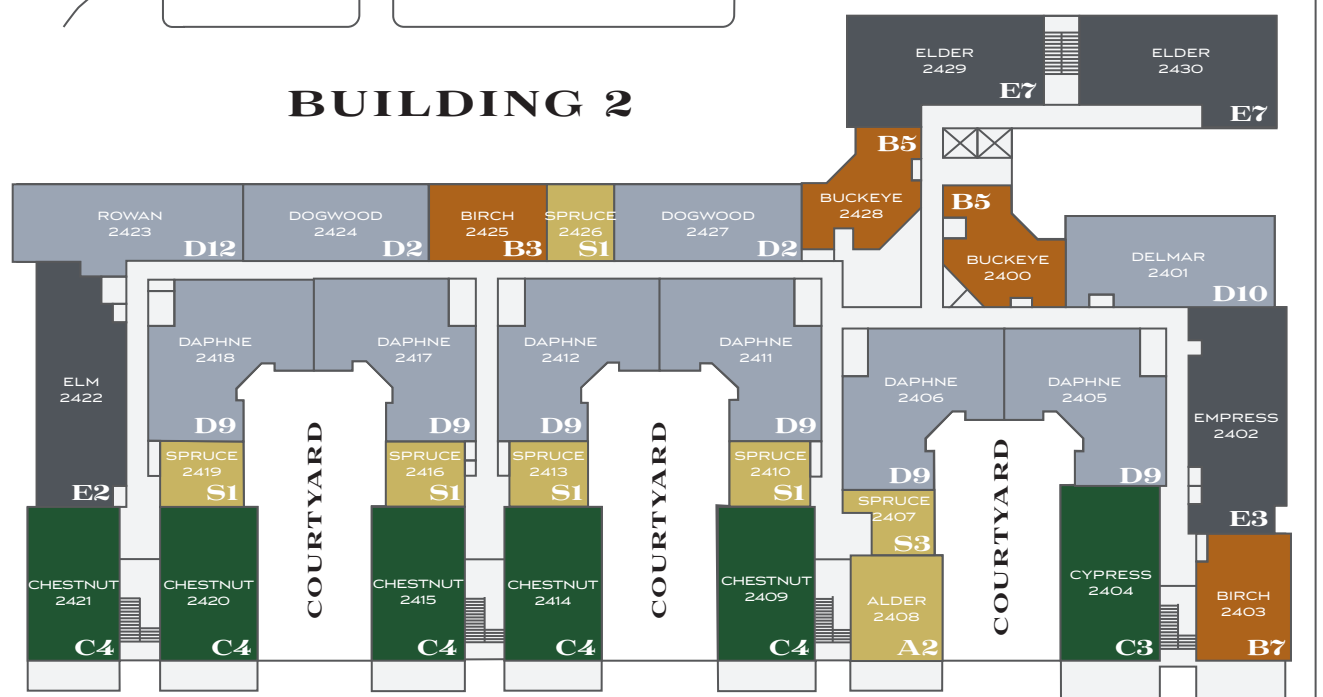 BUILDING 2
ELDER
2429
E7
ELDER
2430
E7
B5
BUCKEYE
2428
B5
BUCKEYE
2400
DELMAR
2401
D10
ROWAN
2423
D12
DOGWOOD
2424
D2
BIRCH
2425
B3
SPRUCE
2426
S1
DOGWOOD
2427
D2
DAPHNE
2418
D9
DAPHNE
2417
D9
DAPHNE
2412
D9
DAPHNE
2411
D9
DAPHNE
2406
D9
DAPHNE
2405
D9
ELM
2422
E2
EMPRESS
2402
E3
SPRUCE
2419
S1
SPRUCE
2416
S1
SPRUCE
2413
S1
SPRUCE
2410
S1
SPRUCE
2407
S3
COURTYARD
COURTYARD
COURTYARD
CHESTNUT
2421
C4
CHESTNUT
2420
C4
CHESTNUT
2415
C4
CHESTNUT
2414
C4
CHESTNUT
2409
C4
ALDER
2408
A2
CYPRESS
2404
C3
BIRCH
2403
B7